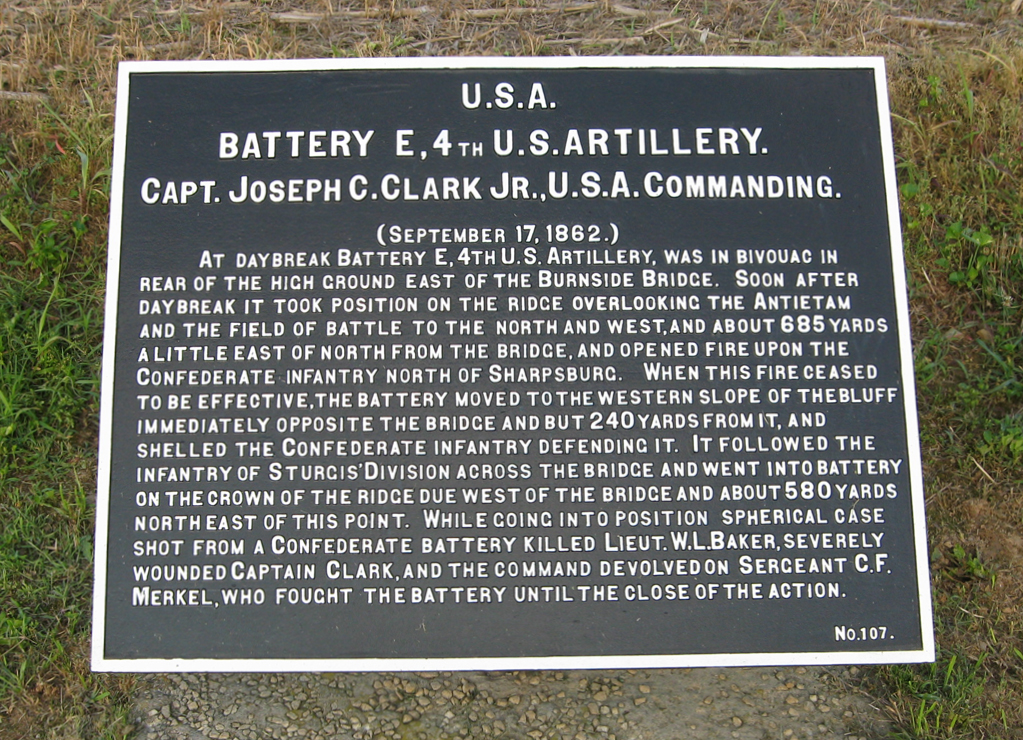 U.S.A.
BATTERY E, 4TH U.S. ARTILLERY.
CAPT. JOSEPH C. CLARK JR., U.S.A. COMMANDING.
(SEPTEMBER 17, 1862.)
AT DAYBREAK BATTERY E, 4TH U.S. ARTILLERY, WAS IN BIVOUAC IN
REAR OF THE HIGH GROUND EAST OF THE BURNSIDE BRIDGE. SOON AFTER
DAYBREAK IT TOOK POSITION ON THE RIDGE OVERLOOKING THE ANTIETAM
AND THE FIELD OF BATTLE TO THE NORTH AND WEST, AND ABOUT 685 YARDS
A LITTLE EAST OF NORTH FROM THE BRIDGE, AND OPENED FIRE UPON THE
CONFEDERATE INFANTRY NORTH OF SHARPSBURG. WHEN THIS FIRE CEASED
TO BE EFFECTIVE, THE BATTERY MOVED TO THE WESTERN SLOPE OF THE BLUFF
IMMEDIATELY OPPOSITE THE BRIDGE AND BUT 240 YARDS FROM IT, AND
SHELLED THE CONFEDERATE INFANTRY DEFENDING IT. IT FOLLOWED THE
INFANTRY OF STURGIS' DIVISION ACROSS THE BRIDGE AND WENT INTO BATTERY
ON THE CROWN OF THE RIDGE DUE WEST OF THE BRIDGE AND ABOUT 580 YARDS
NORTH EAST OF THIS POINT. WHILE GOING INTO POSITION SPHERICAL CASE
SHOT FROM A CONFEDERATE BATTERY KILLED LIEUT. W.L. BAKER, SEVERELY
WOUNDED CAPTAIN CLARK, AND THE COMMAND DEVOLVED ON SERGEANT C.F.
MERKEL, WHO FOUGHT THE BATTERY UNTIL THE CLOSE OF THE ACTION.
NO. 107.